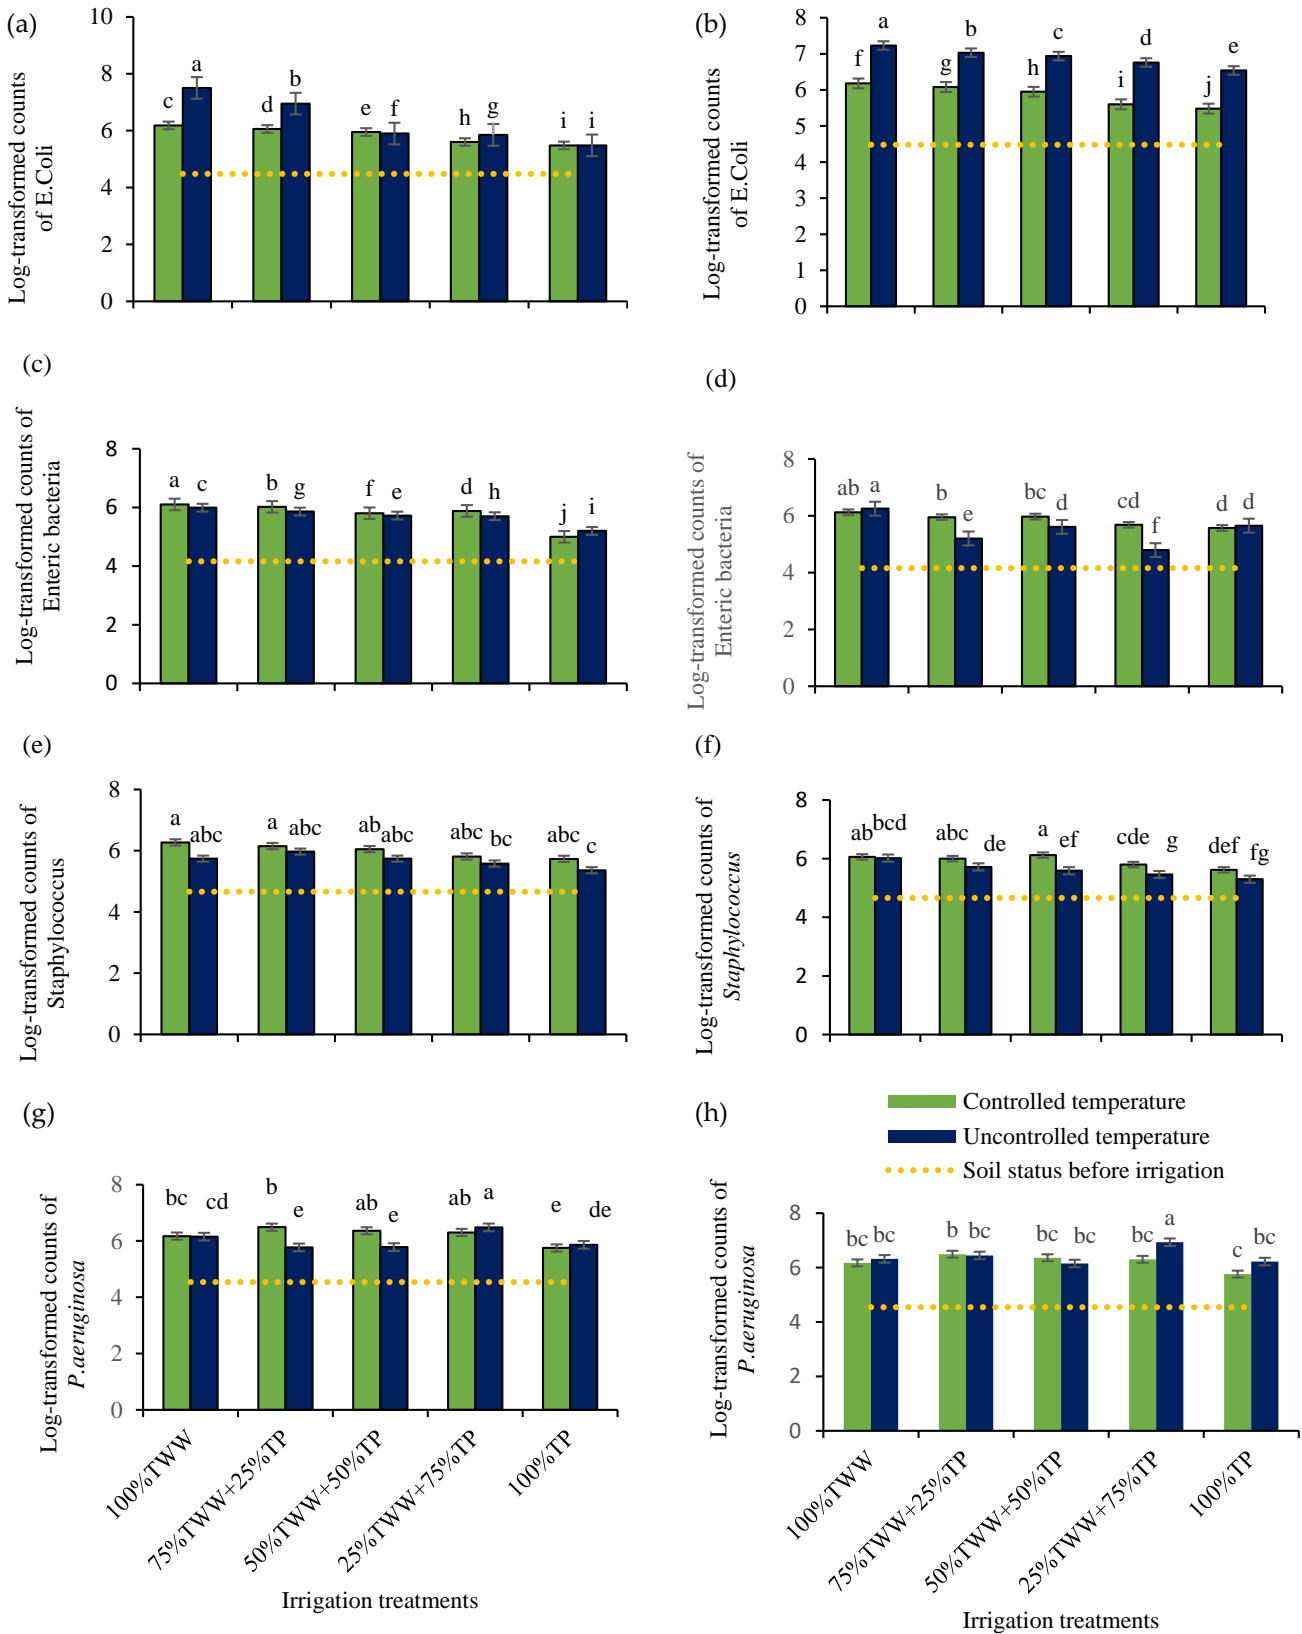 (a)
Log-transformed counts
of E.Coli
10
8
6
4
2
0
c a d b e f h g i i
(b)
Log-transformed counts
of E.Coli
8
7
6
5
4
3
2
1
0
f a g b h c i d j e
(c)
Log-transformed counts of
Enteric bacteria
8
6
4
2
0
a c b g f e d h j i
(d)
Log-transformed counts of
Enteric bacteria
8
6
4
2
0
ab a b e bc d cd f d d
(e)
Log-transformed counts of
Staphylococcus
8
6
4
2
0
a abc a abc ab abc abc bc abc c
(f)
Log-transformed counts of
Staphylococcus
8
6
4
2
0
ab bcd abc de a ef cde g def fg
(g)
Log-transformed counts of
P.aeruginosa
8
6
4
2
0
bc cd b e ab e ab a e de
100%TWW
75%TWW+25%TP
50%TWW+50%TP
25%TWW+75%TP
100%TP
Irrigation treatments
(h)
Controlled temperature
Uncontrolled temperature
Soil status before irrigation
Log-transformed counts of
P.aeruginosa
8
6
4
2
0
bc bc b bc bc bc bc a c bc
100%TWW
75%TWW+25%TP
50%TWW+50%TP
25%TWW+75%TP
100%TP
Irrigation treatments